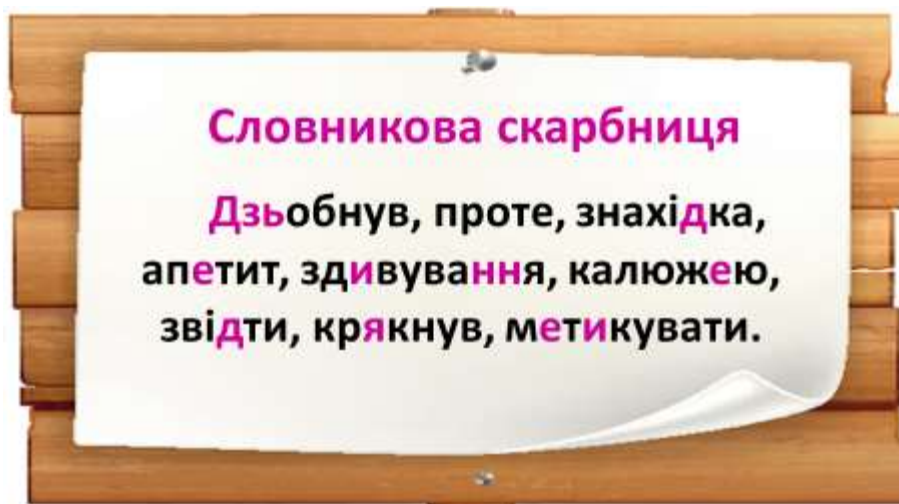 Словникова скарбниця
Дзьобнув, проте, знахідка,
апетит, здивування, калюжею,
звідти, крякнув, метикувати.